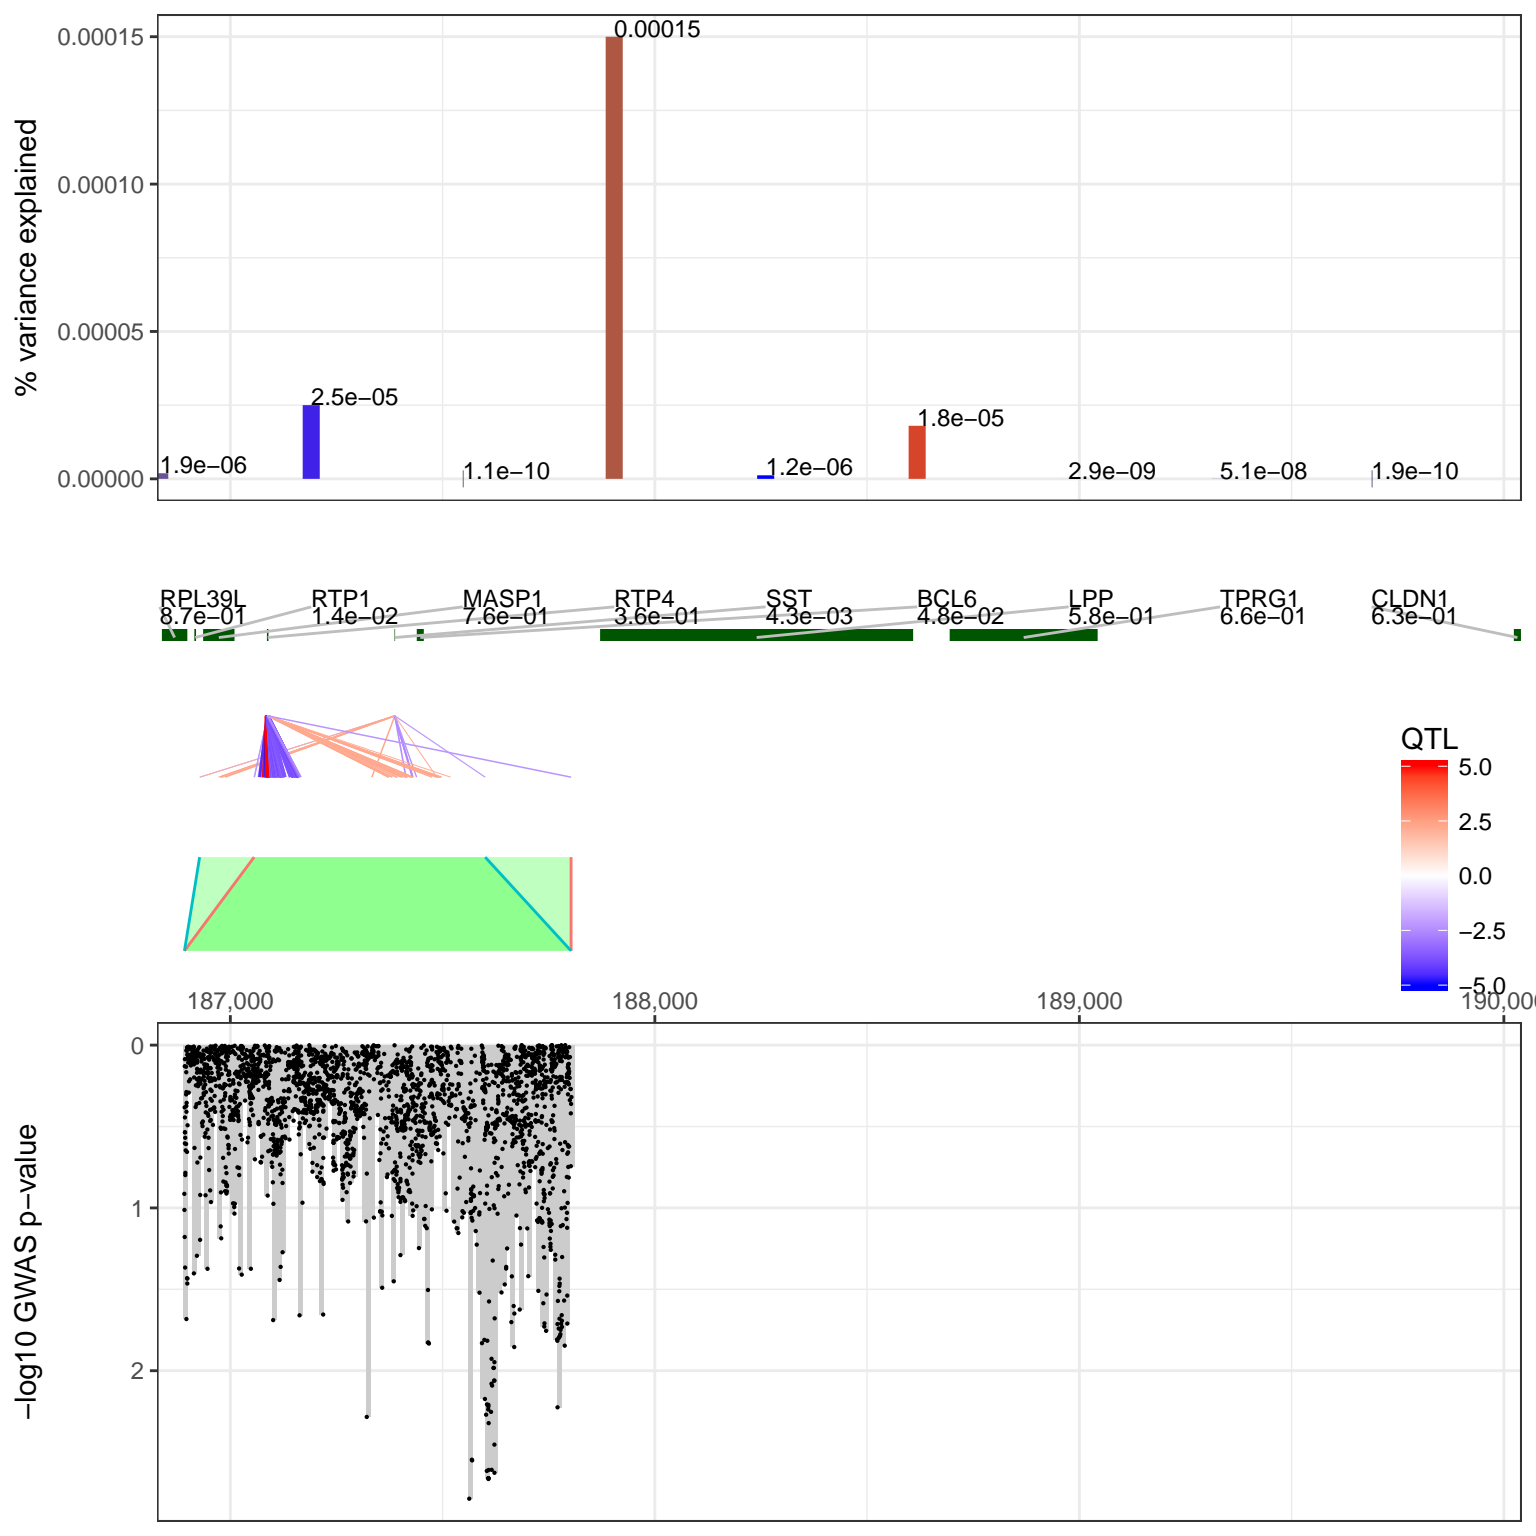 % variance explained
0.00015
0.00010
0.00005
0.00000
1.9e−06
2.5e−05
1.1e−10
0.00015
1.2e−06
1.8e−05
2.9e−09
5.1e−08
1.9e−10
RPL39L RTP1 MASP1 RTP4 SST BCL6 LPP TPRG1 CLDN1
8.7e−01 1.4e−02 7.6e−01 3.6e−01 4.3e−03 4.8e−02 5.8e−01 6.6e−01 6.3e−01
QTL
5.0
2.5
0.0
−2.5
−5.0
187,000 188,000 189,000 190,00
−log10 GWAS p−value
0
1
2